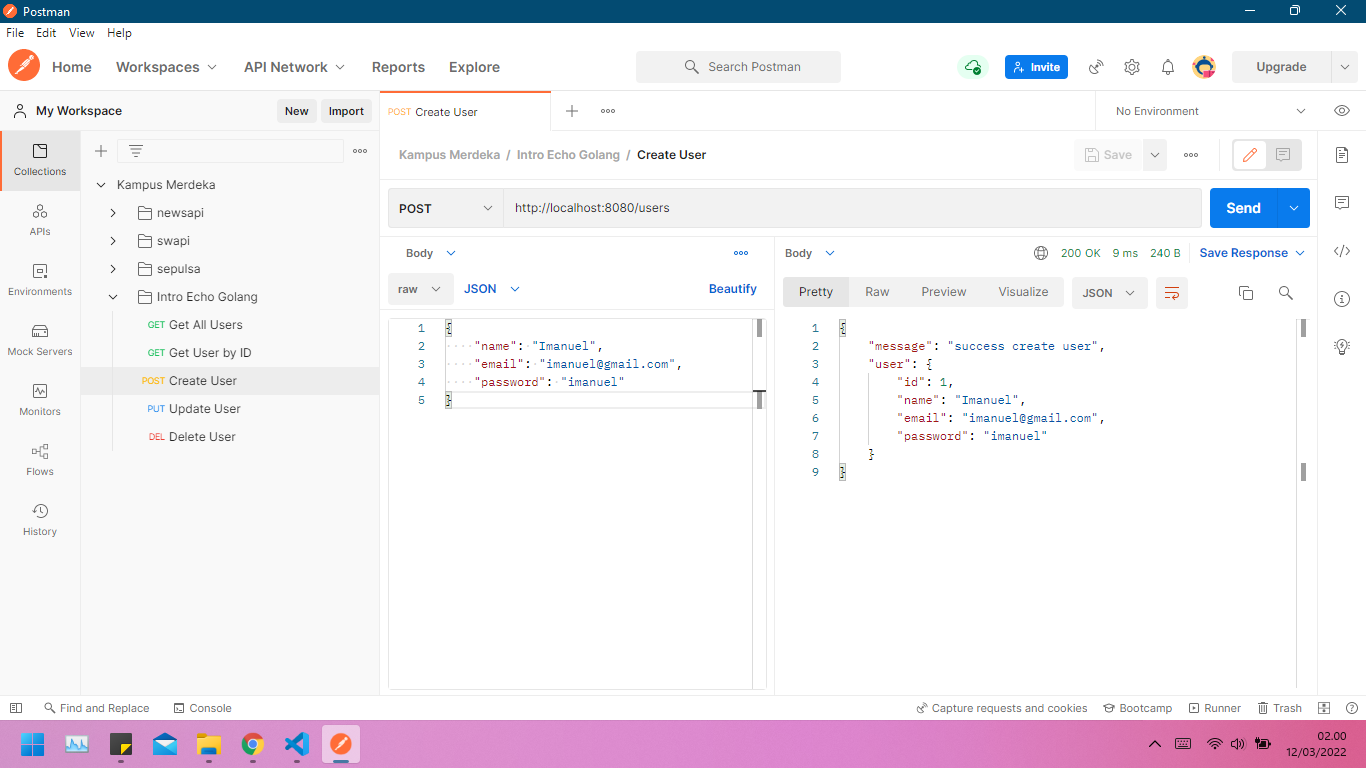 Postman
File Edit View Help
Home Workspaces API Network Reports Explore Search Postman Invite Upgrade
My Workspace New Import
POST Create User
No Environment
Collections
APIs
Environments
Mock Servers
Monitors
Flows
History
Kampus Merdeka
newsapi
swapi
sepulsa
Intro Echo Golang
GET Get All Users
GET Get User by ID
POST Create User
PUT Update User
DEL Delete User
Kampus Merdeka / Intro Echo Golang / Create User Save
POST http://localhost:8080/users Send
Body
raw JSON Beautify
1 {
2 ····"name":·"Imanuel",
3 ····"email":·"imanuel@gmail.com",
4 ····"password":·"imanuel"
5 }
Body 200 OK 9 ms 240 B Save Response
Pretty Raw Preview Visualize JSON
1 {
2 "message": "success create user",
3 "user": {
4 "id": 1,
5 "name": "Imanuel",
6 "email": "imanuel@gmail.com",
7 "password": "imanuel"
8 }
9 }
Find and Replace Console Capture requests and cookies Bootcamp Runner Trash
02.00
12/03/2022